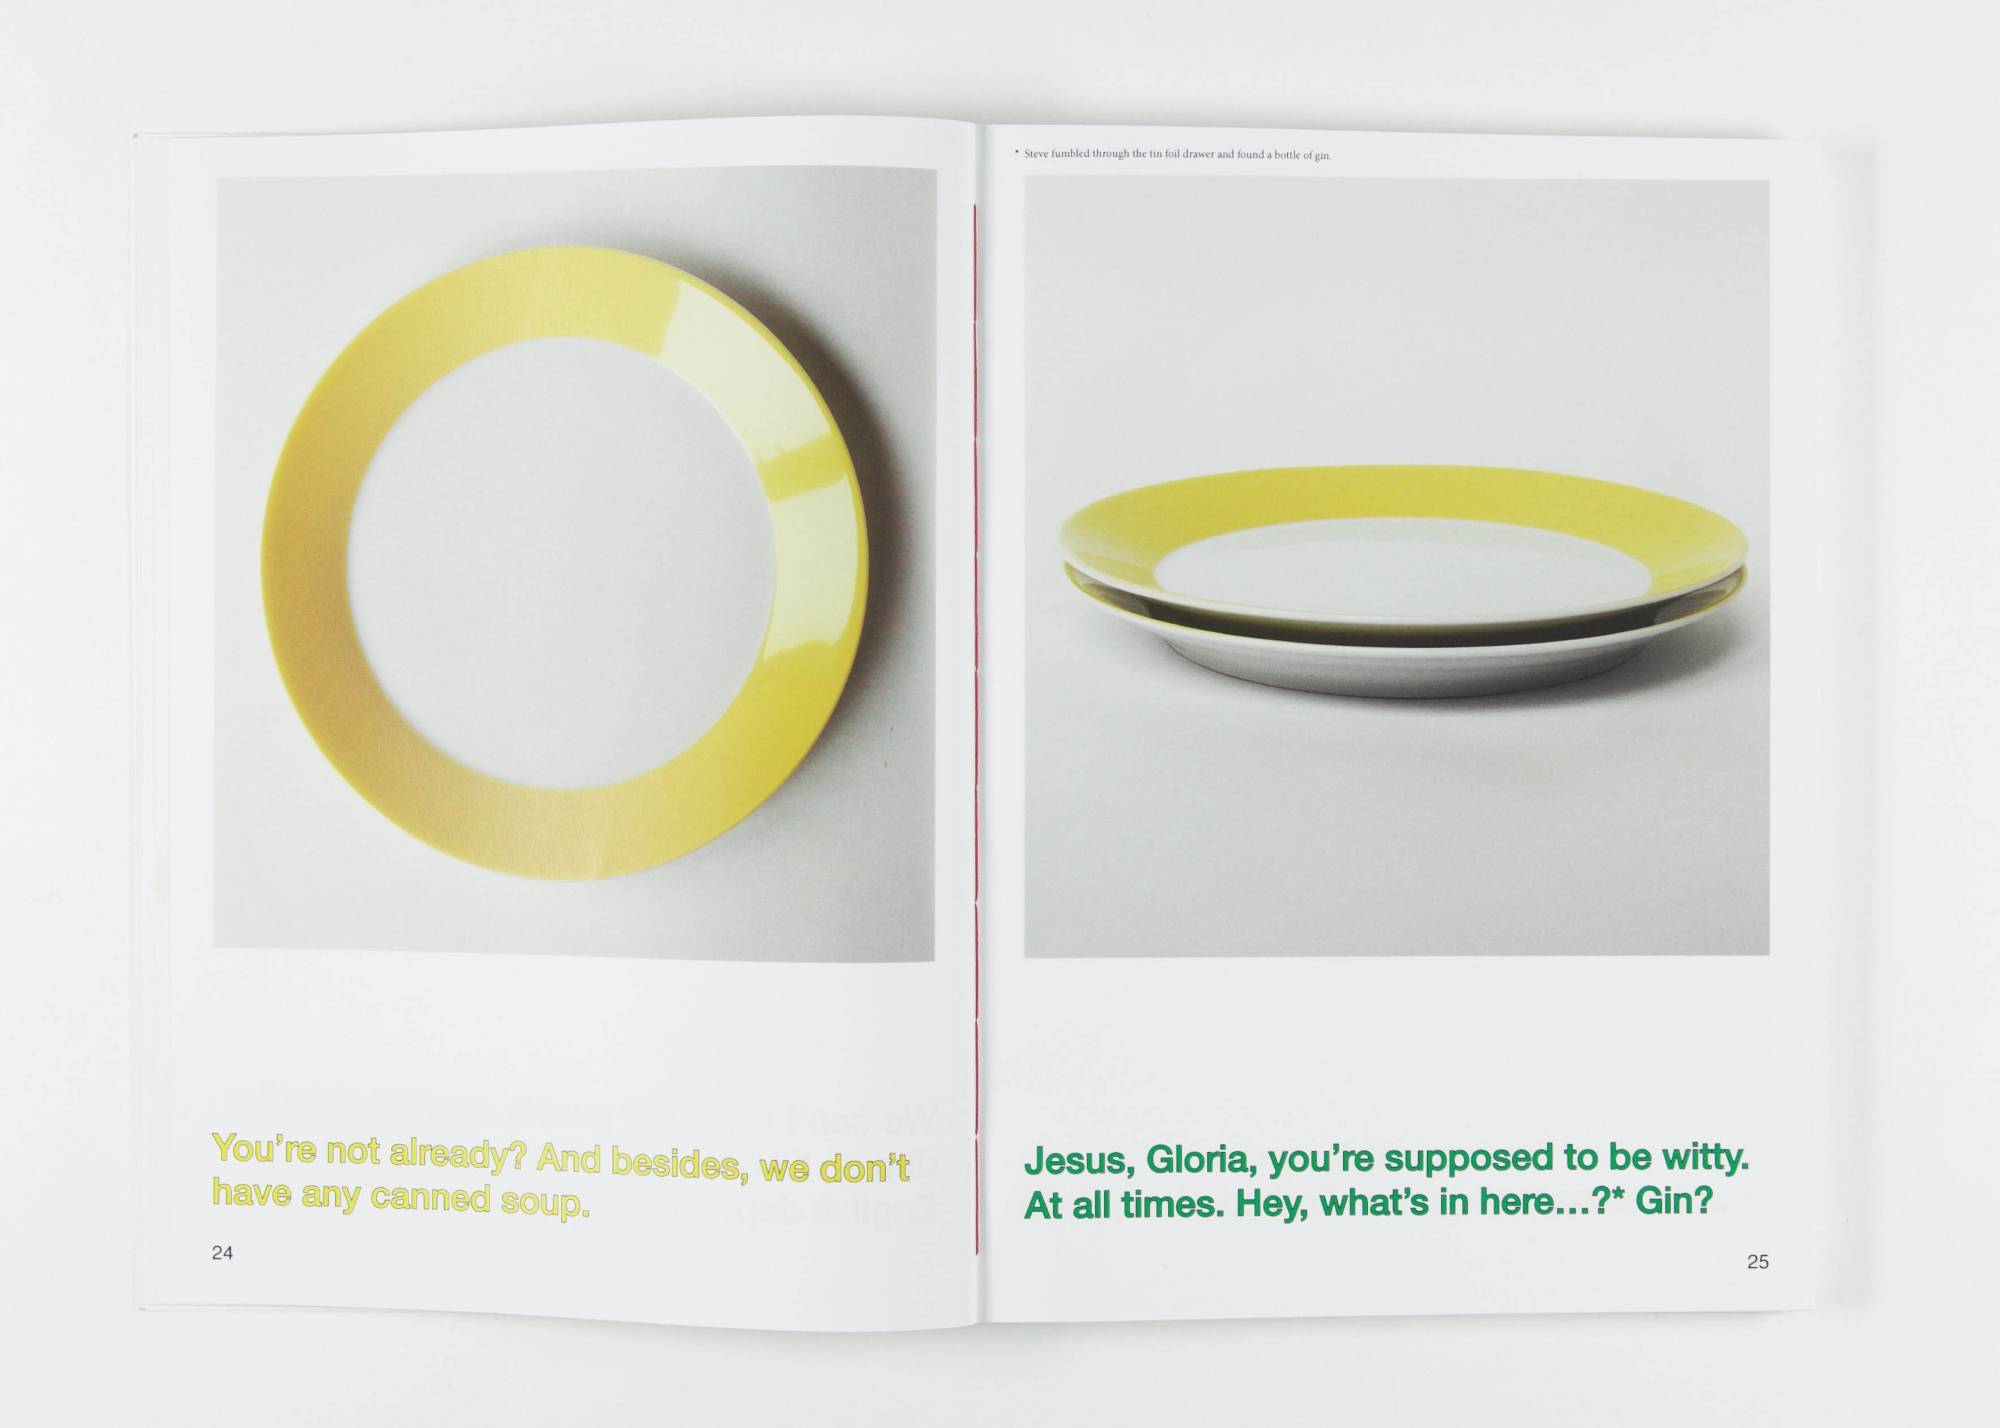 * Steve fumbled through the tin foil drawer and found a bottle of gin.
You’re not already? And besides, we don’t
have any canned soup.
24
Jesus, Gloria, you’re supposed to be witty.
At all times. Hey, what’s in here...?* Gin?
25